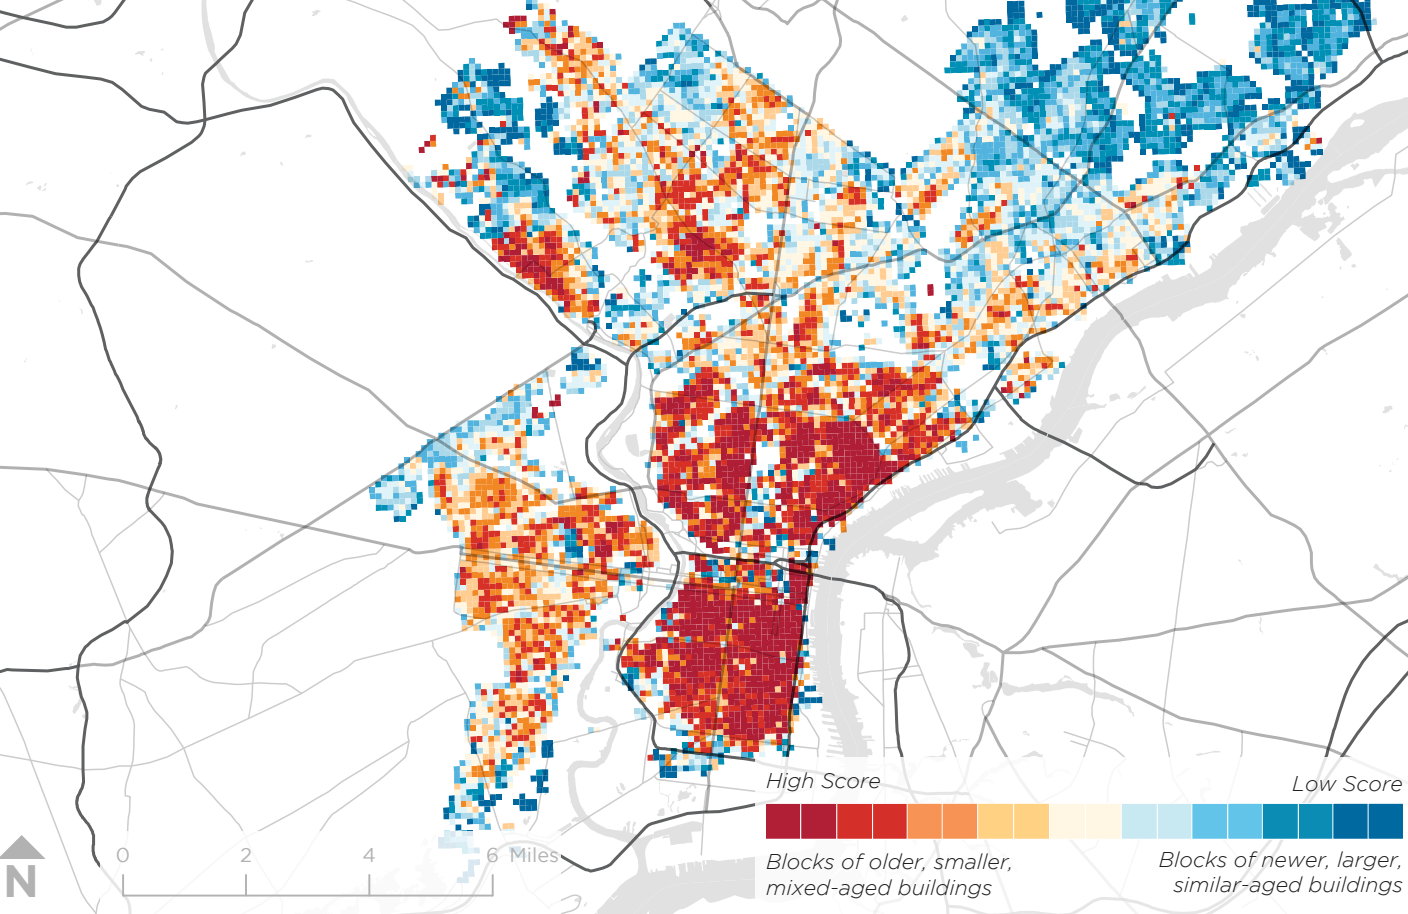 High Score
Low Score
Blocks of older, smaller,
mixed-aged buildings
Blocks of newer, larger,
similar-aged buildings
0 2 4 6 Miles
N